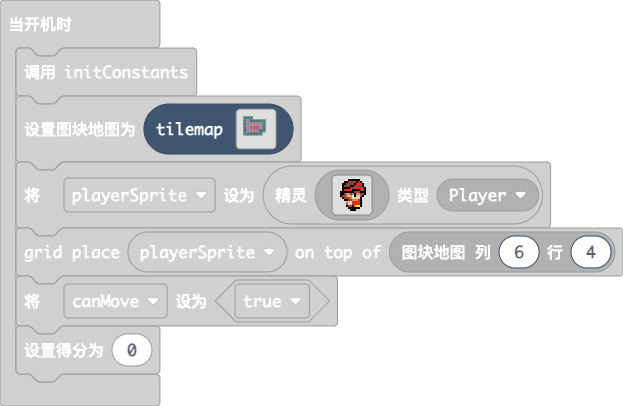 当开机时
调用 initConstants
设置图块地图为 tilemap
将 playerSprite 设为 精灵 类型 Player
grid place playerSprite on top of 图块地图 列 6 行 4
将 canMove 设为 true
设置得分为 0